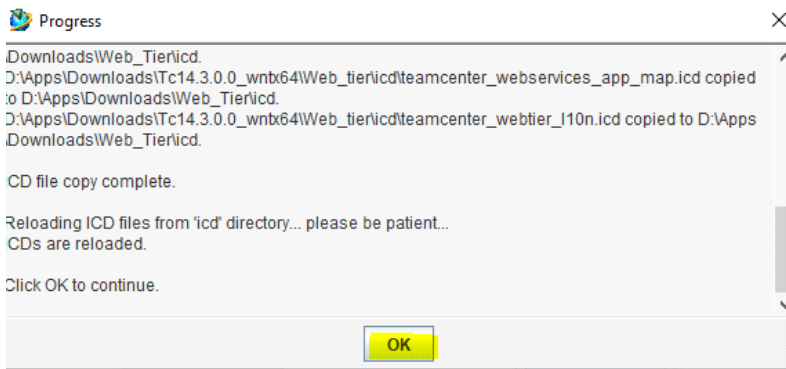 Progress
\Downloads\Web_Tier\icd.
D:\Apps\Downloads\Tc14.3.0.0_wntx64\Web_tier\icd\teamcenter_webservices_app_map.icd copied
to D:\Apps\Downloads\Web_Tier\icd.
D:\Apps\Downloads\Tc14.3.0.0_wntx64\Web_tier\icd\teamcenter_webtier_l10n.icd copied to D:\Apps
\Downloads\Web_Tier\icd.
ICD file copy complete.
Reloading ICD files from 'icd' directory... please be patient...
ICDs are reloaded.
Click OK to continue.
OK